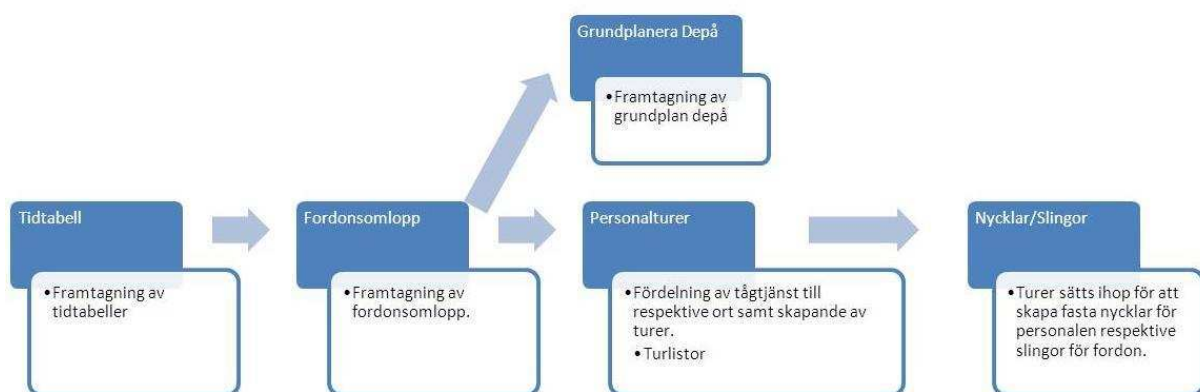 Grundplanera Depå
•Framtagning av
grundplan depå
Tidtabell
•Framtagning av
tidtabeller
Fordonsomlopp
•Framtagning av
fordonsomlopp.
Personalturer
•Fördelning av tågtjänst till
respektive ort samt skapande av
turer.
•Turlistor
Nycklar/Slingor
•Turer sätts ihop för att
skapa fasta nycklar för
personalen respektive
slingor för fordon.